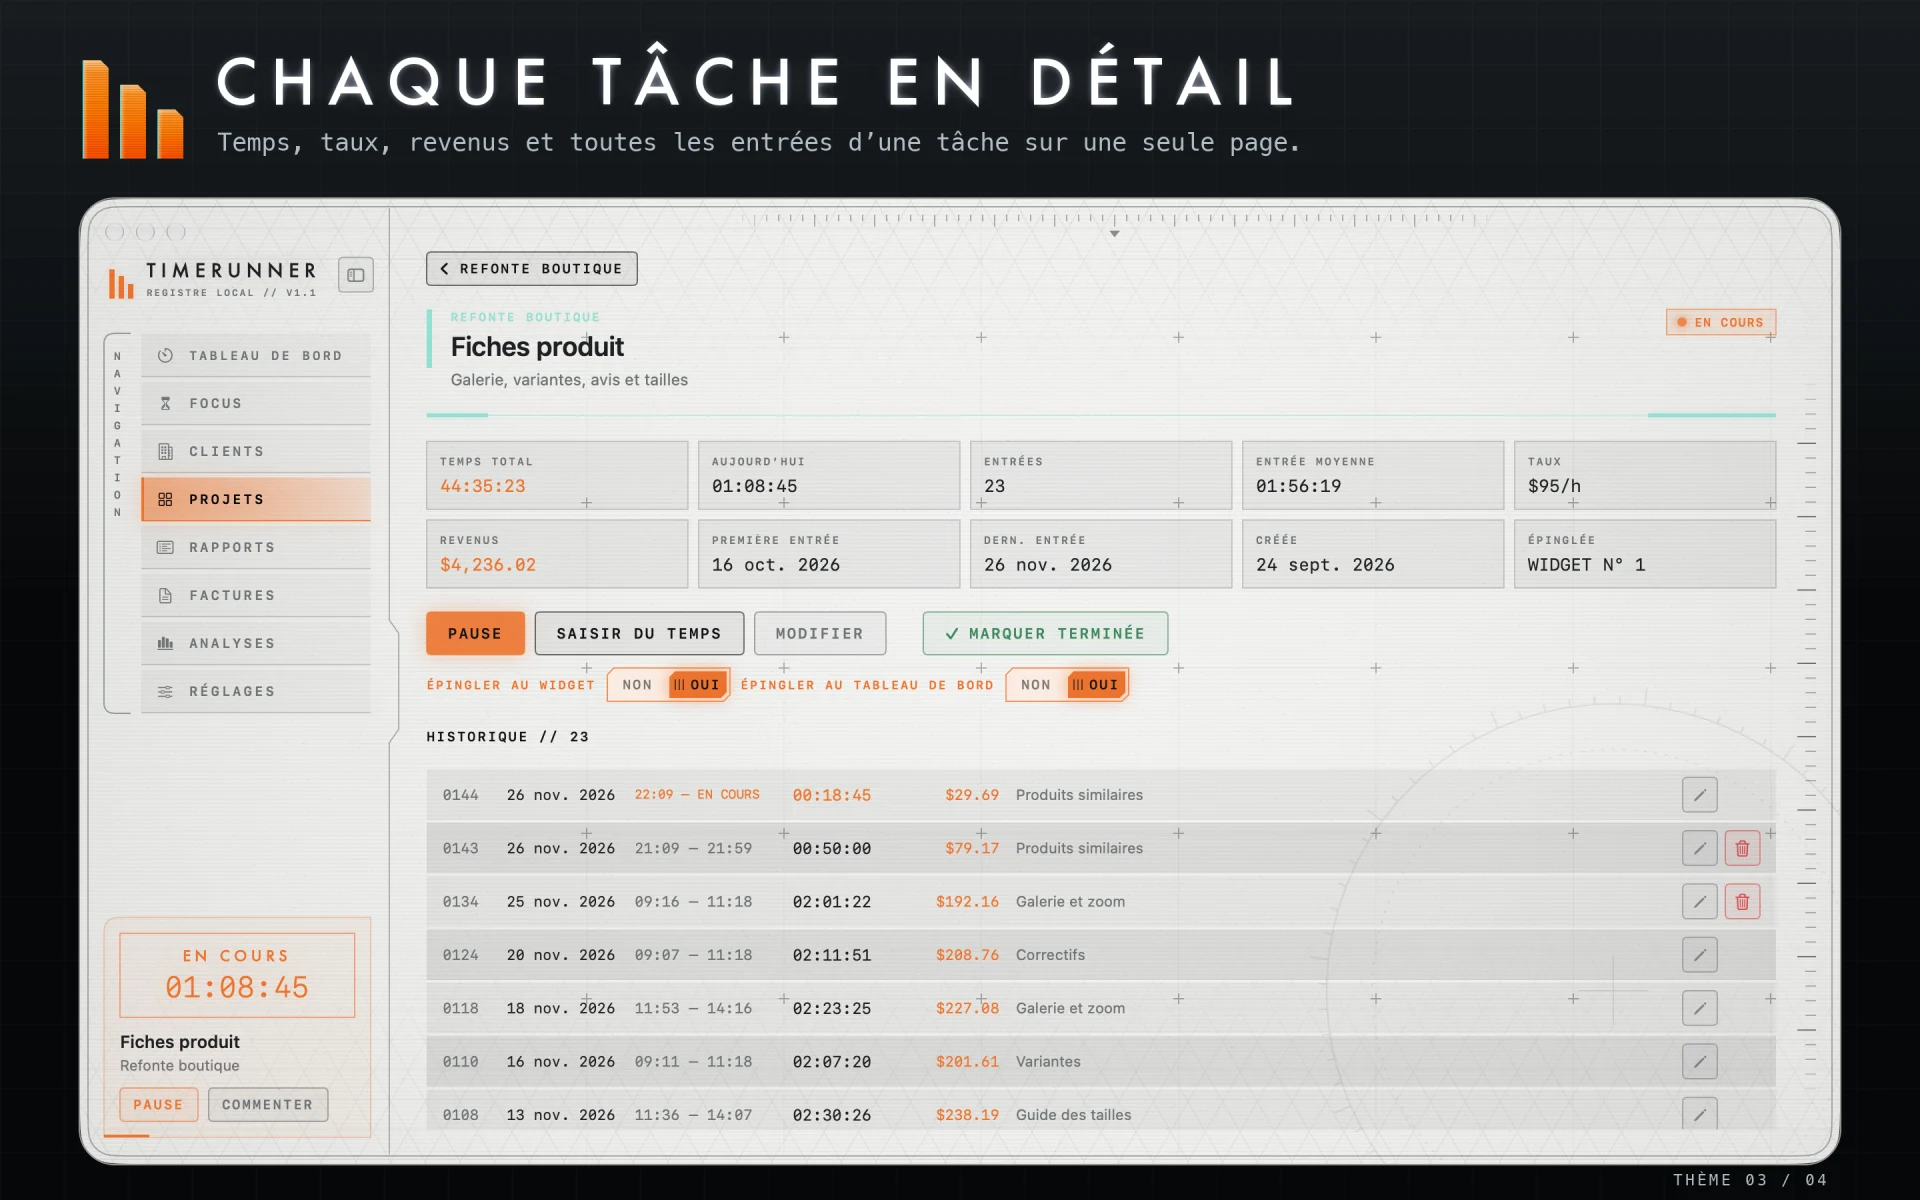 CHAQUE TÂCHE EN DÉTAIL
Temps, taux, revenus et toutes les entrées d’une tâche sur une seule page.
TIMERUNNER
REGISTRE LOCAL // V1.1
NAVIGATION
TABLEAU DE BORD
FOCUS
CLIENTS
PROJETS
RAPPORTS
FACTURES
ANALYSES
RÉGLAGES
EN COURS
01:08:45
Fiches produit
Refonte boutique
PAUSE COMMENTER
REFONTE BOUTIQUE
REFONTE BOUTIQUE
Fiches produit
Galerie, variantes, avis et tailles
EN COURS
TEMPS TOTAL AUJOURD’HUI ENTRÉES ENTRÉE MOYENNE TAUX
44:35:23 01:08:45 23 01:56:19 $95/h
REVENUS PREMIÈRE ENTRÉE DERN. ENTRÉE CRÉÉE ÉPINGLÉE
$4,236.02 16 oct. 2026 26 nov. 2026 24 sept. 2026 WIDGET N° 1
PAUSE SAISIR DU TEMPS MODIFIER MARQUER TERMINÉE
ÉPINGLER AU WIDGET NON OUI ÉPINGLER AU TABLEAU DE BORD NON OUI
HISTORIQUE // 23
0144 26 nov. 2026 22:09 — EN COURS 00:18:45 $29.69 Produits similaires
0143 26 nov. 2026 21:09 — 21:59 00:50:00 $79.17 Produits similaires
0134 25 nov. 2026 09:16 — 11:18 02:01:22 $192.16 Galerie et zoom
0124 20 nov. 2026 09:07 — 11:18 02:11:51 $208.76 Correctifs
0118 18 nov. 2026 11:53 — 14:16 02:23:25 $227.08 Galerie et zoom
0110 16 nov. 2026 09:11 — 11:18 02:07:20 $201.61 Variantes
0108 13 nov. 2026 11:36 — 14:07 02:30:26 $238.19 Guide des tailles
THÈME 03 / 04